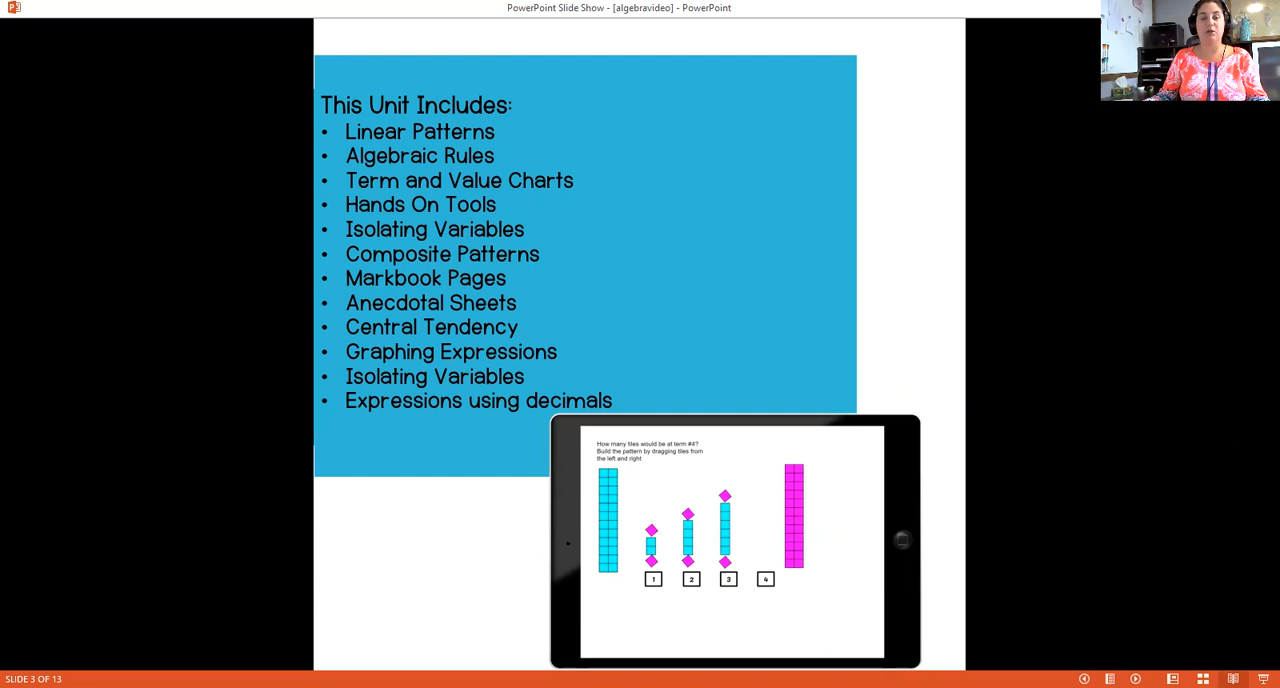 PowerPoint Slide Show - [algebravideo] - PowerPoint
This Unit Includes:
• Linear Patterns
• Algebraic Rules
• Term and Value Charts
• Hands On Tools
• Isolating Variables
• Composite Patterns
• Markbook Pages
• Anecdotal Sheets
• Central Tendency
• Graphing Expressions
• Isolating Variables
• Expressions using decimals
How many tiles would be at term #4?
Build the pattern by dragging tiles from
the left and right
1 2 3 4
SLIDE 3 OF 13